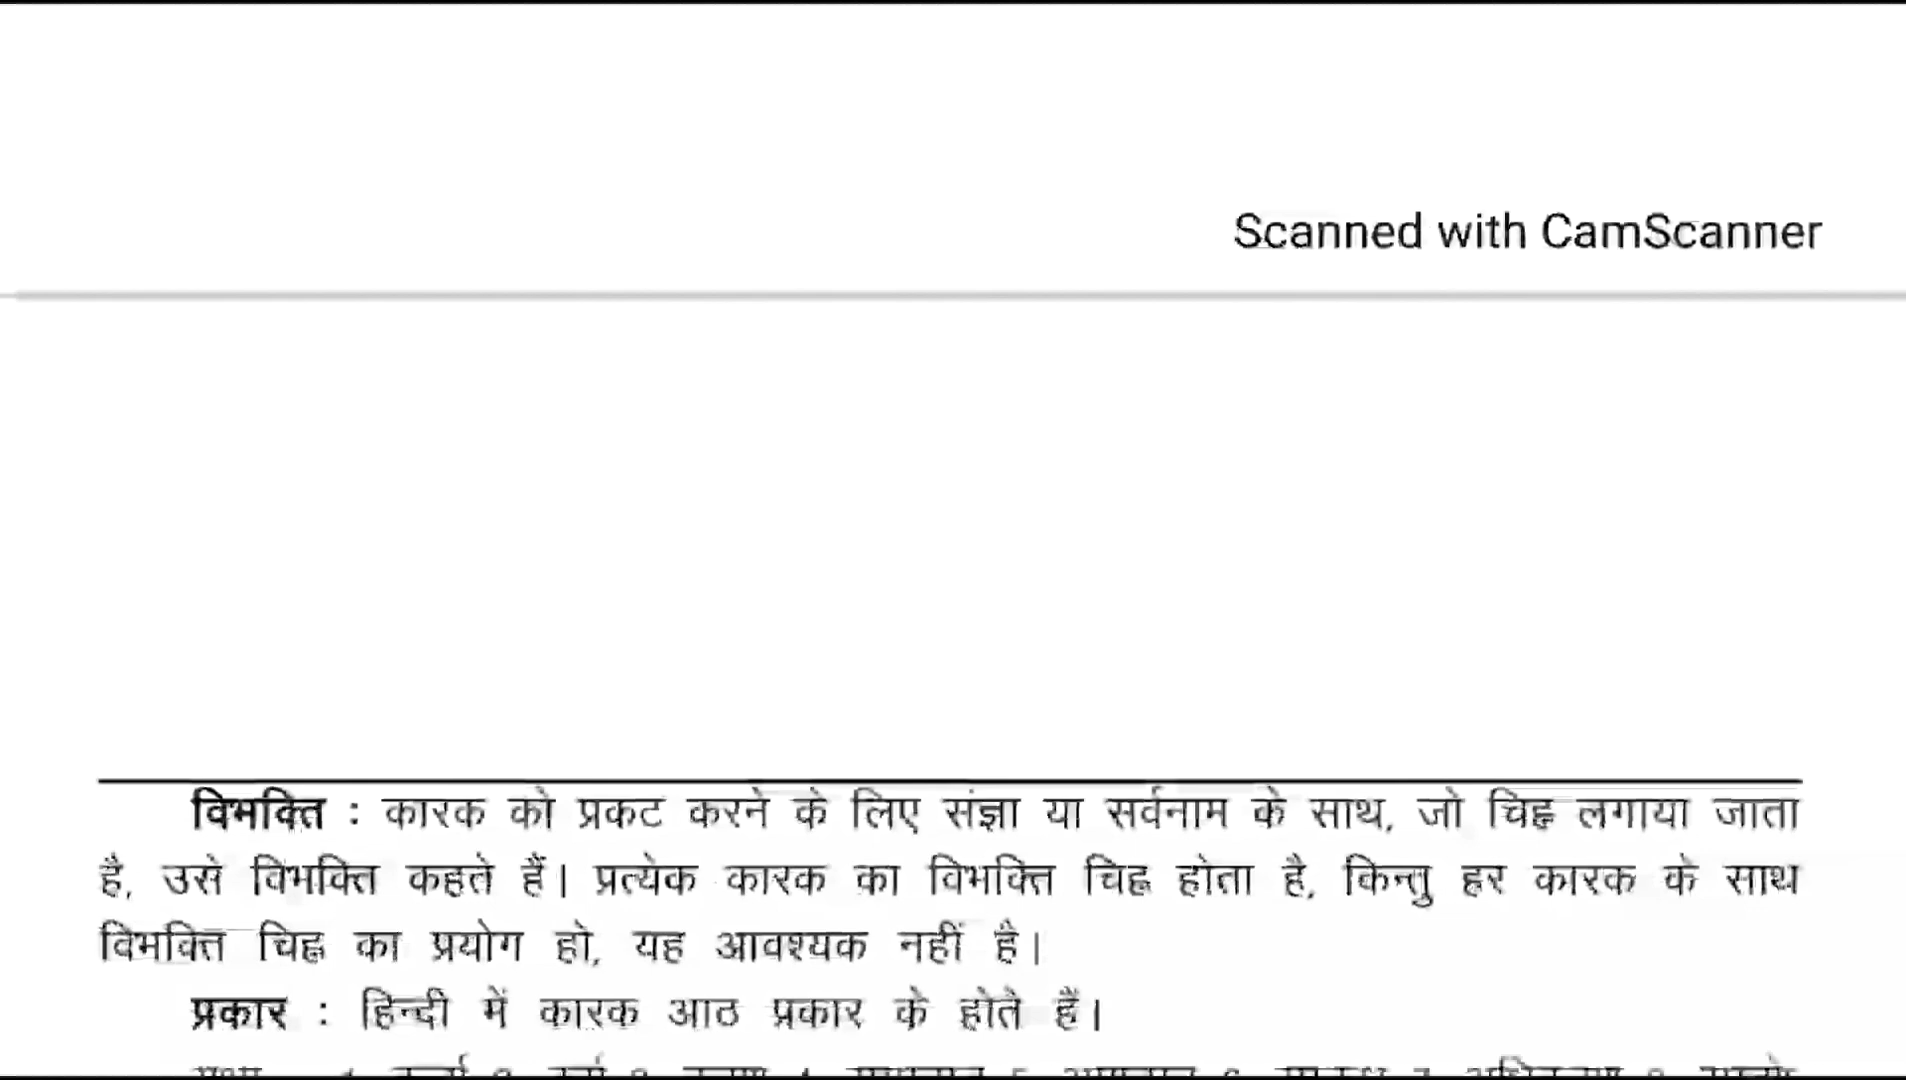 Scanned with CamScanner
विभक्ति : कारक को प्रकट करने के लिए संज्ञा या सर्वनाम के साथ, जो चिह्न लगाया जाता
है, उसे विभक्ति कहते हैं। प्रत्येक कारक का विभक्ति चिह्न होता है, किन्तु हर कारक के साथ
विभक्ति चिह्न का प्रयोग हो, यह आवश्यक नहीं है।
प्रकार : हिन्दी में कारक आठ प्रकार के होते हैं।